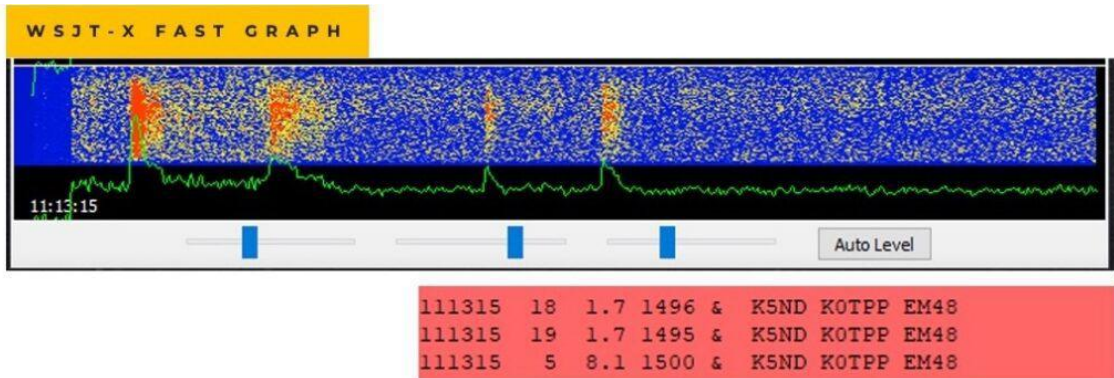 WSJT-X FAST GRAPH
11:13:15
Auto Level
111315 18 1.7 1496 & K5ND K0TPP EM48
111315 19 1.7 1495 & K5ND K0TPP EM48
111315 5 8.1 1500 & K5ND K0TPP EM48